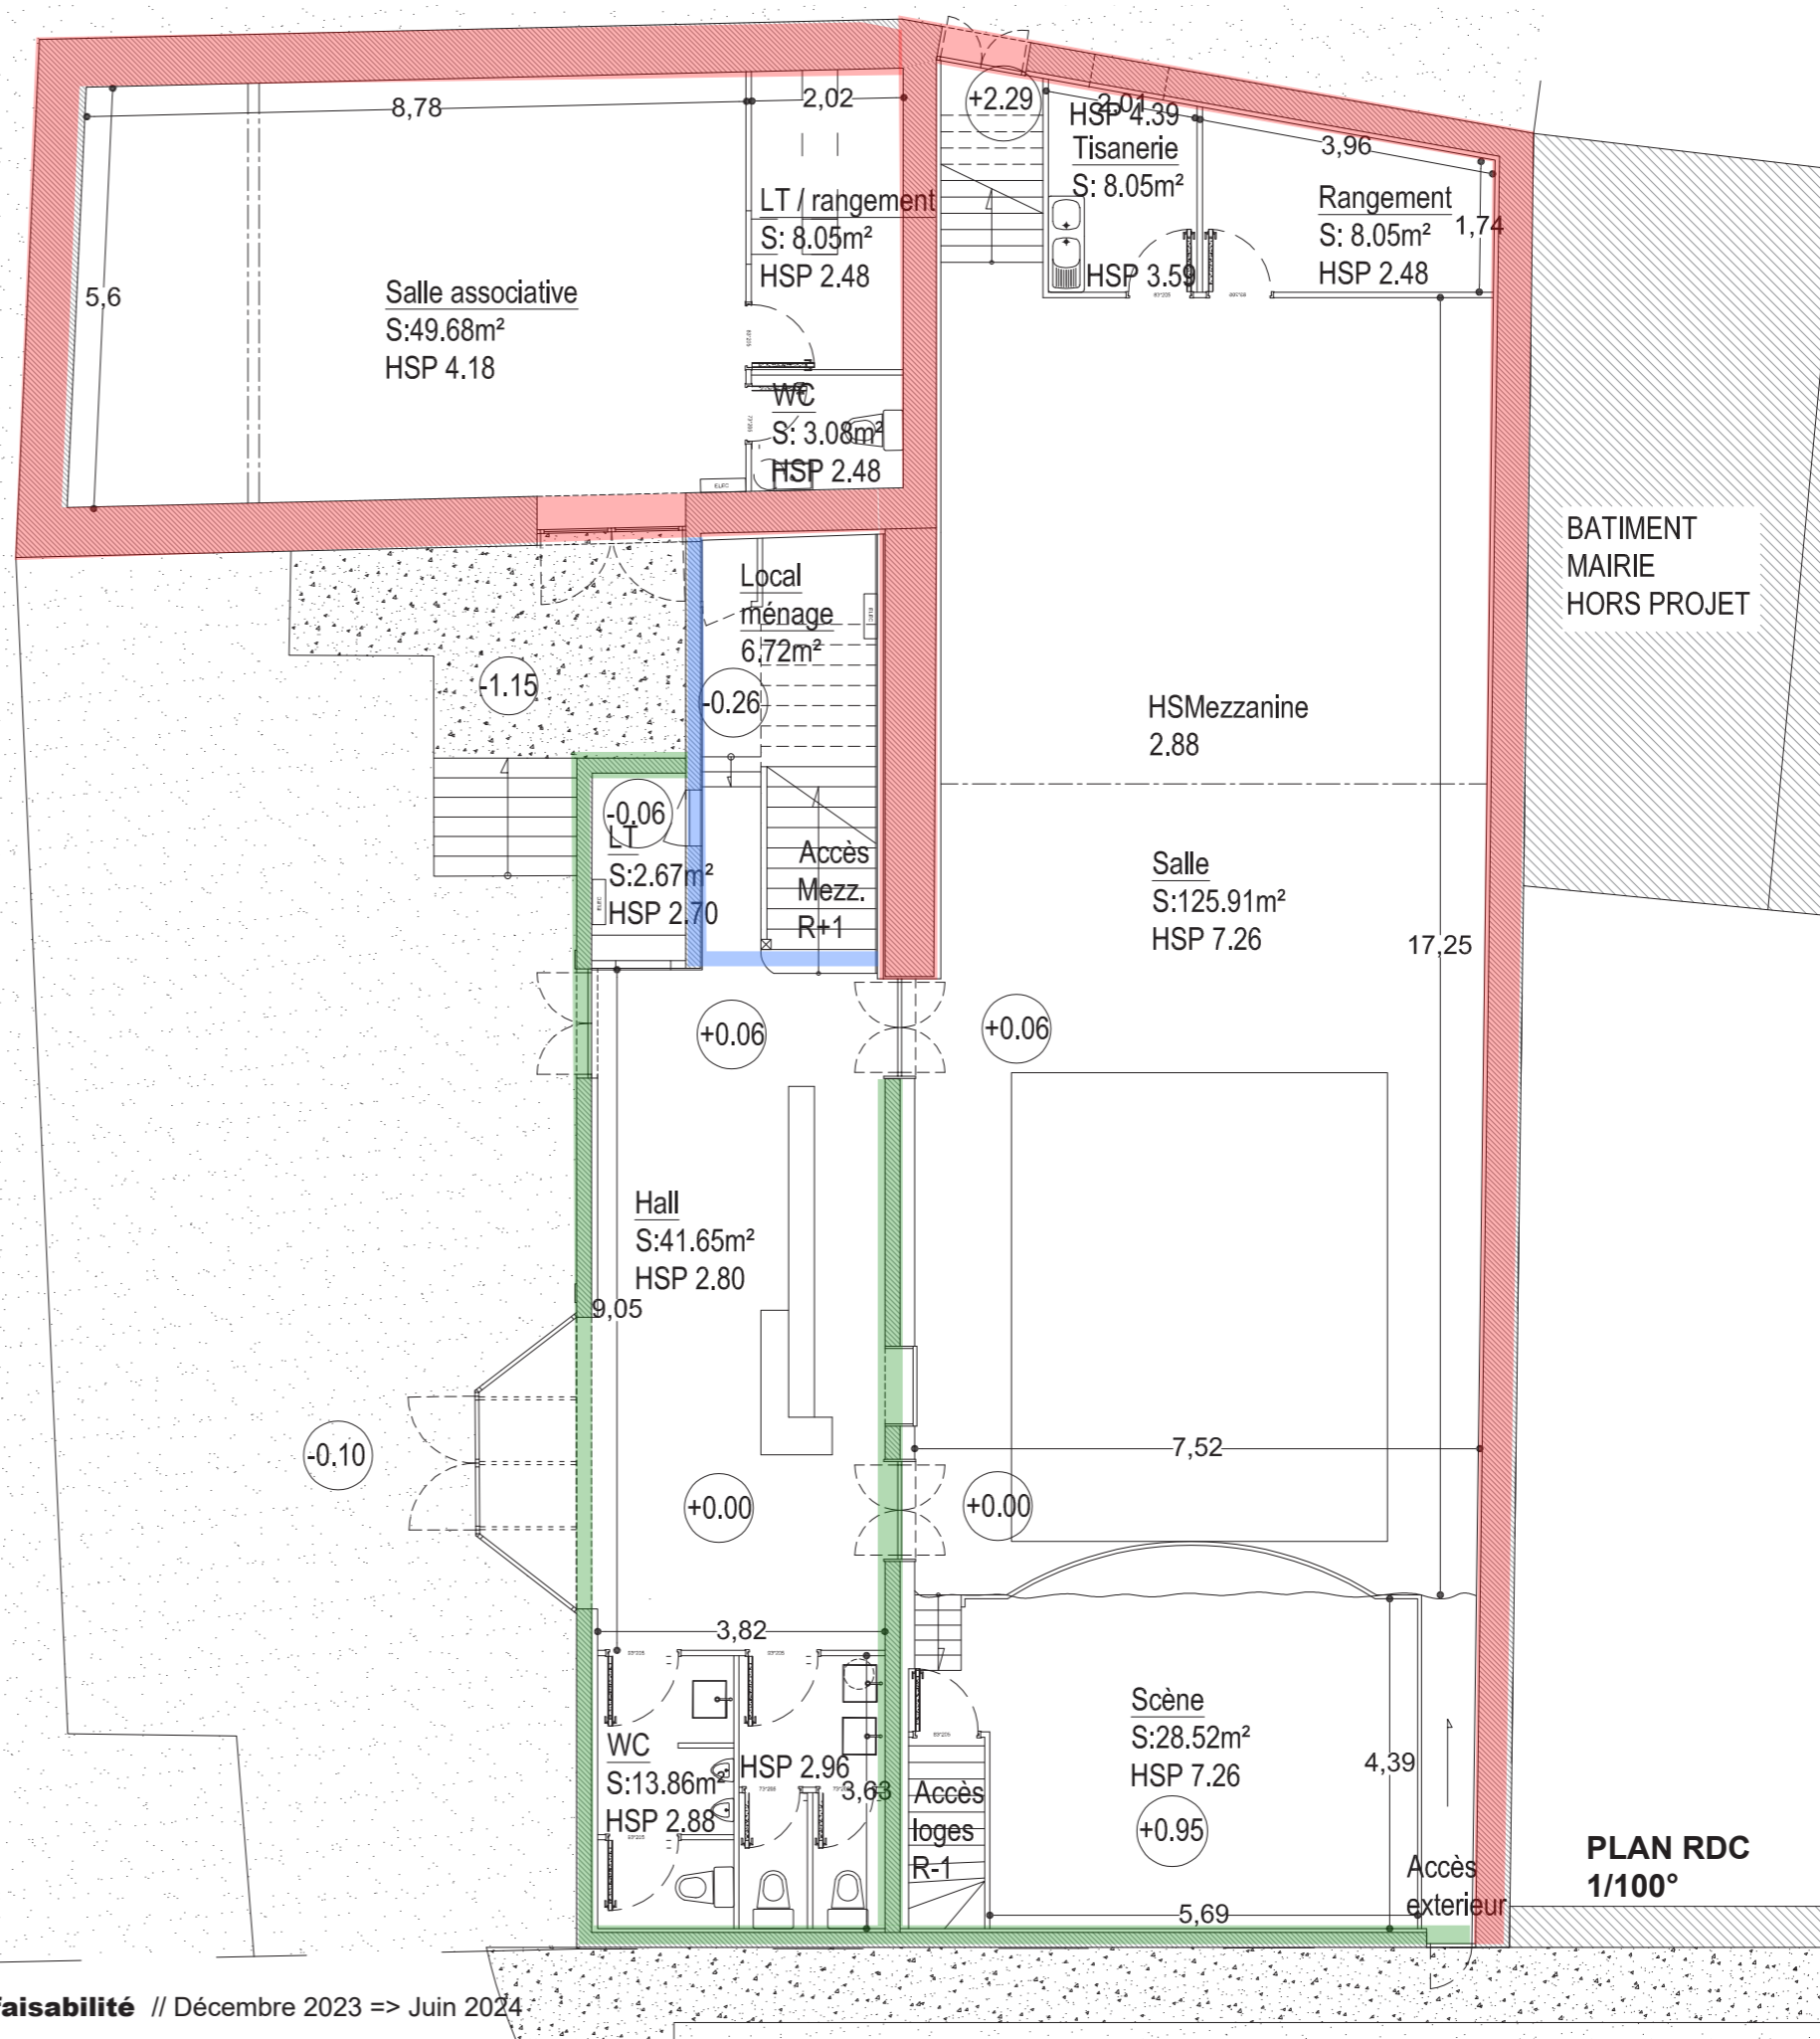 8,78
2,02
+2.29
2,01
HSP 4.39
Tisanerie
S: 8.05m²
HSP 3.59
3,96
Rangement
S: 8.05m²
HSP 2.48
1,74
LT / rangement
S: 8.05m²
HSP 2.48
5,6
Salle associative
S:49.68m²
HSP 4.18
WC
S: 3.08m²
HSP 2.48
ELEC
BATIMENT
MAIRIE
HORS PROJET
Local
ménage
6.72m²
ELEC
-1.15
-0.26
HSMezzanine
2.88
-0.06
LT
S:2.67m²
HSP 2.70
ELEC
Accès
Mezz.
R+1
Salle
S:125.91m²
HSP 7.26
17,25
+0.06
+0.06
Hall
S:41.65m²
HSP 2.80
9,05
-0.10
7,52
+0.00
+0.00
3,82
WC
S:13.86m²
HSP 2.88
HSP 2.96
3,63
Accès
loges
R-1
Scène
S:28.52m²
HSP 7.26
+0.95
4,39
5,69
Accès
exterieur
PLAN RDC
1/100°
faisabilité // Décembre 2023 => Juin 2024